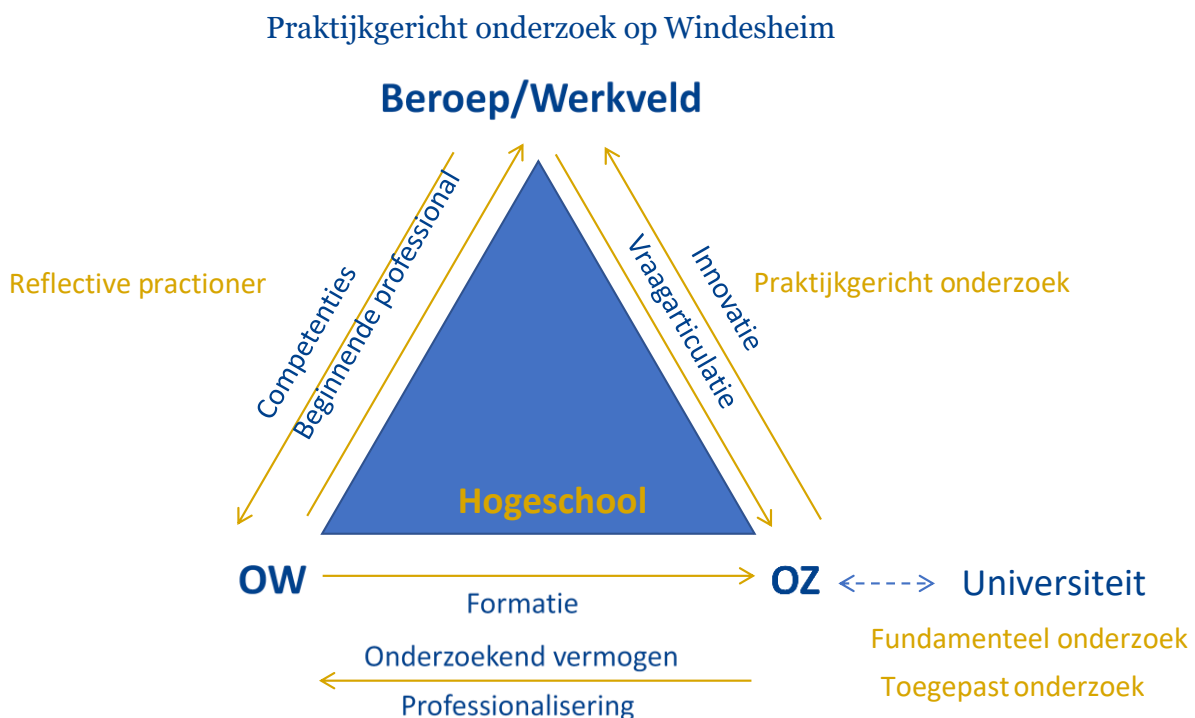 Praktijkgericht onderzoek op Windesheim
Beroep/Werkveld
Reflective practioner
Competenties
Beginnende professional
Vraagarticulatie
Innovatie
Praktijkgericht onderzoek
Hogeschool
OW
Formatie
OZ
Universiteit
Onderzoekend vermogen
Professionalisering
Fundamenteel onderzoek
Toegepast onderzoek